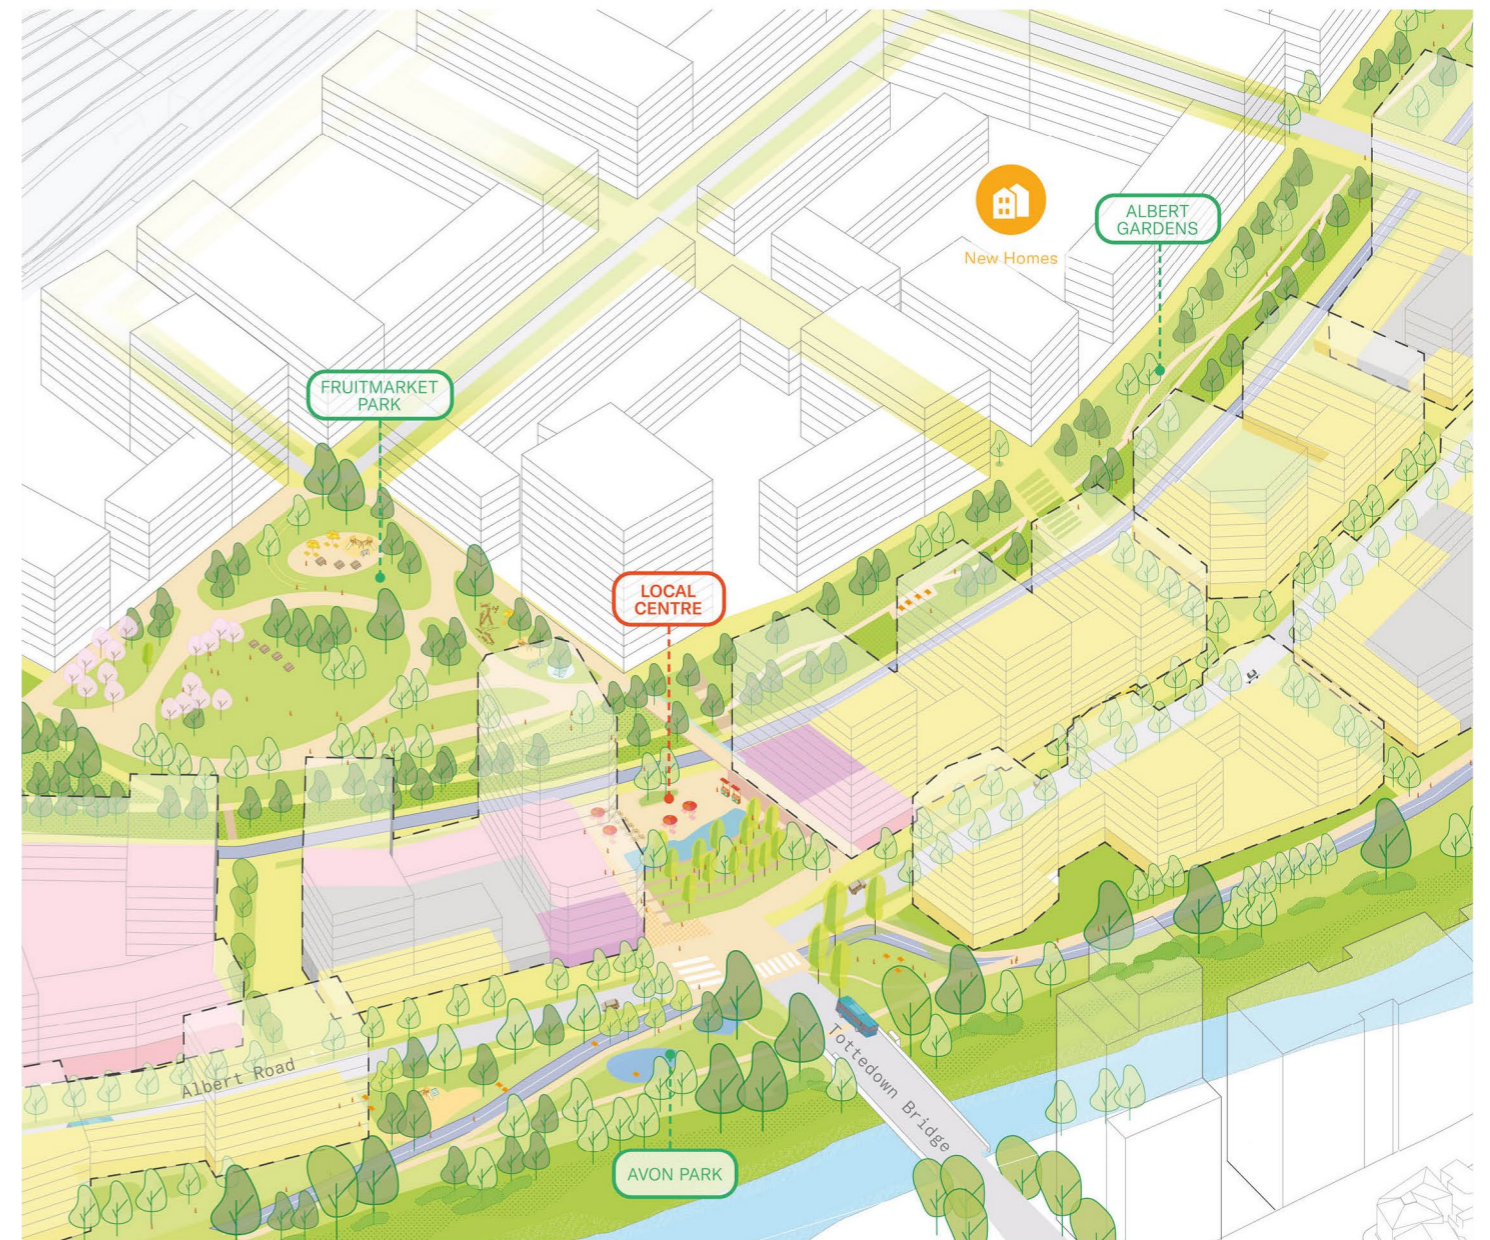 ALBERT
GARDENS
New Homes
FRUITMARKET
PARK
LOCAL
CENTRE
Albert Road
Tottedown Bridge
AVON PARK